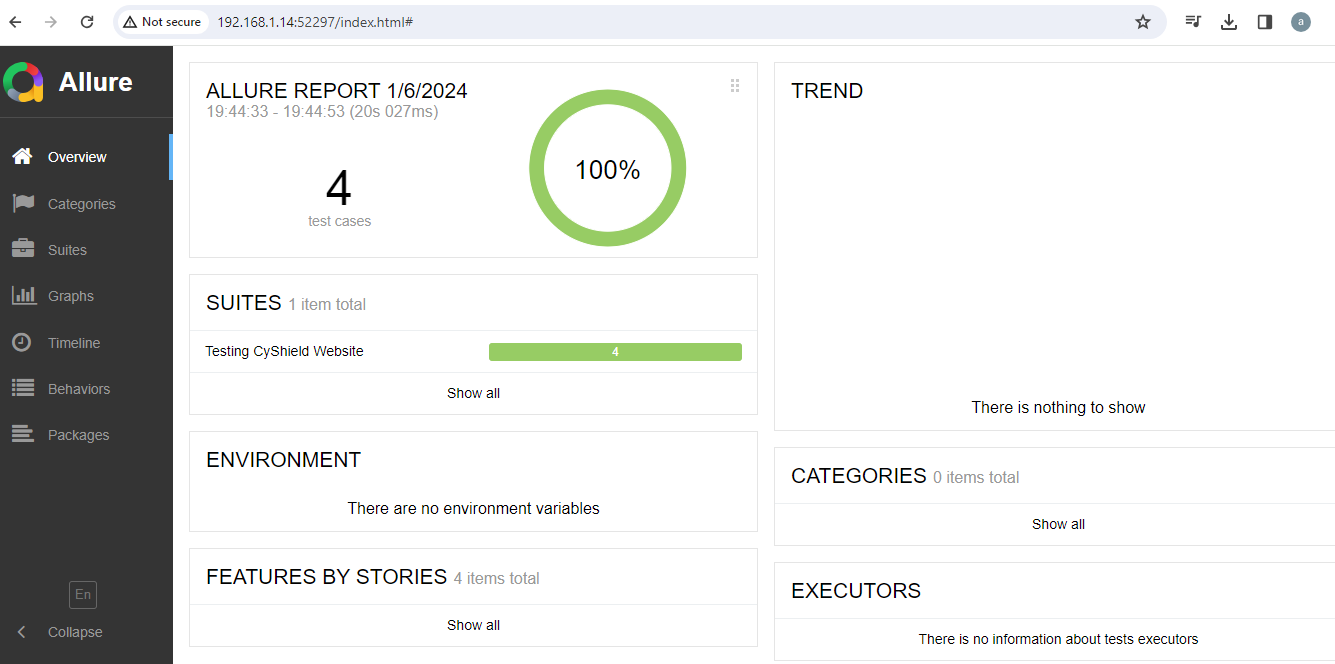 Not secure 192.168.1.14:52297/index.html#
a
Allure
Overview
Categories
Suites
Graphs
Timeline
Behaviors
Packages
En
Collapse
ALLURE REPORT 1/6/2024
19:44:33 - 19:44:53 (20s 027ms)
4
test cases
100%
SUITES 1 item total
Testing CyShield Website 4
Show all
ENVIRONMENT
There are no environment variables
FEATURES BY STORIES 4 items total
Show all
TREND
There is nothing to show
CATEGORIES 0 items total
Show all
EXECUTORS
There is no information about tests executors